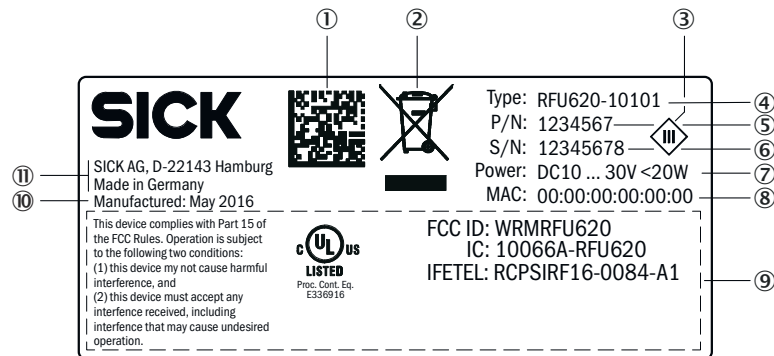 ① ② ③
SICK
Type: RFU620-10101 ④
P/N: 1234567 ⑤
S/N: 12345678 ⑥
Power: DC10 ... 30V <20W ⑦
MAC: 00:00:00:00:00:00 ⑧
⑪ SICK AG, D-22143 Hamburg
Made in Germany
⑩ Manufactured: May 2016
This device complies with Part 15 of
the FCC Rules. Operation is subject
to the following two conditions:
(1) this device my not cause harmful
interference, and
(2) this device must accept any
interfence received, including
interfence that may cause undesired
operation.
C UL US
LISTED
Proc. Cont. Eq.
E336916
FCC ID: WRMRFU620
IC: 10066A-RFU620
IFETEL: RCPSIRF16-0084-A1
⑨
III